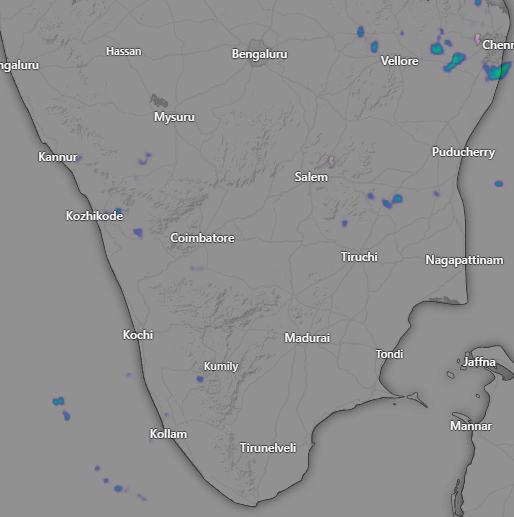 Hassan
Bengaluru
Chenn
ngaluru
Vellore
Mysuru
Kannur
Puducherry
Salem
Kozhikode
Coimbatore
Tiruchi
Nagapattinam
Kochi
Madurai
Tondi
Jaffna
Kumily
Mannar
Kollam
Tirunelveli